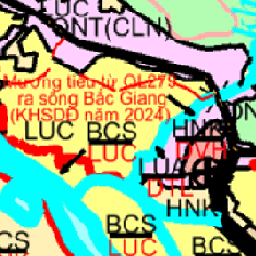 LUC
ONT(CLN)
Mương tiêu từ QL279
ra sông Bắc Giang
(KHSDĐ năm 2024)
LUC BCS HNK
LUC DVH
LUA
DTL
HNK
BCS
LUC
BCS